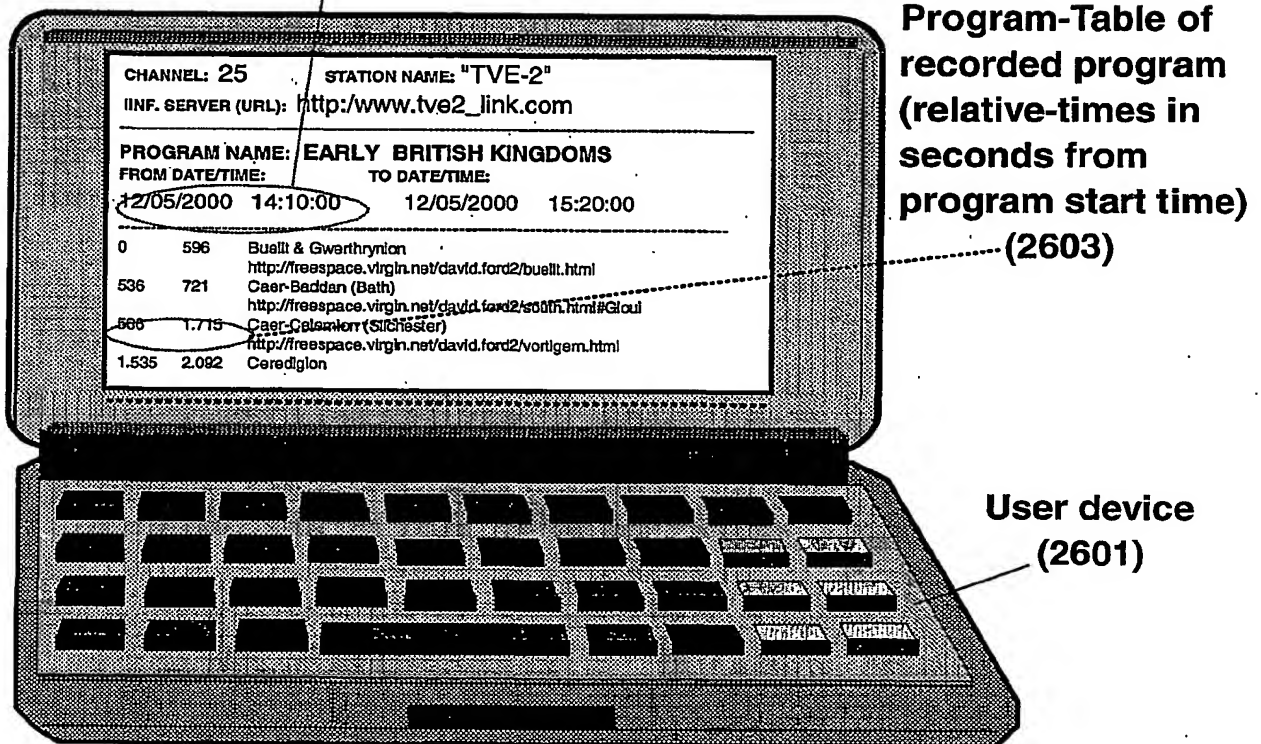 CHANNEL: 25 STATION NAME: "TVE-2"
IINF. SERVER (URL): http:/www.tve2_link.com
PROGRAM NAME: EARLY BRITISH KINGDOMS
FROM DATE/TIME: TO DATE/TIME:
12/05/2000 14:10:00 12/05/2000 15:20:00
0 596 Buellt & Gwerthrynion
http://freespace.virgin.net/david.ford2/buellt.html
536 721 Caer-Baddan (Bath)
http://freespace.virgin.net/david.ford2/south.html#Gloui
566 1.715 Caer-Celemion (Silchester)
http://freespace.virgin.net/david.ford2/vortigern.html
1.535 2.092 Ceredigion
Program-Table of
recorded program
(relative-times in
seconds from
program start time)
(2603)
User device
(2601)